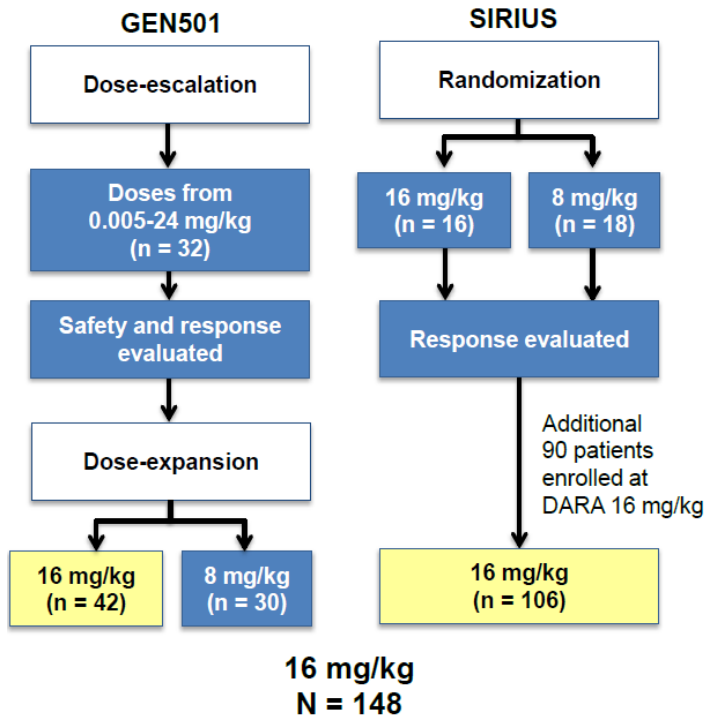 GEN501
Dose-escalation
Doses from
0.005-24 mg/kg
(n = 32)
Safety and response
evaluated
Dose-expansion
16 mg/kg
(n = 42)
8 mg/kg
(n = 30)
SIRIUS
Randomization
16 mg/kg
(n = 16)
8 mg/kg
(n = 18)
Response evaluated
Additional
90 patients
enrolled at
DARA 16 mg/kg
16 mg/kg
(n = 106)
16 mg/kg
N = 148